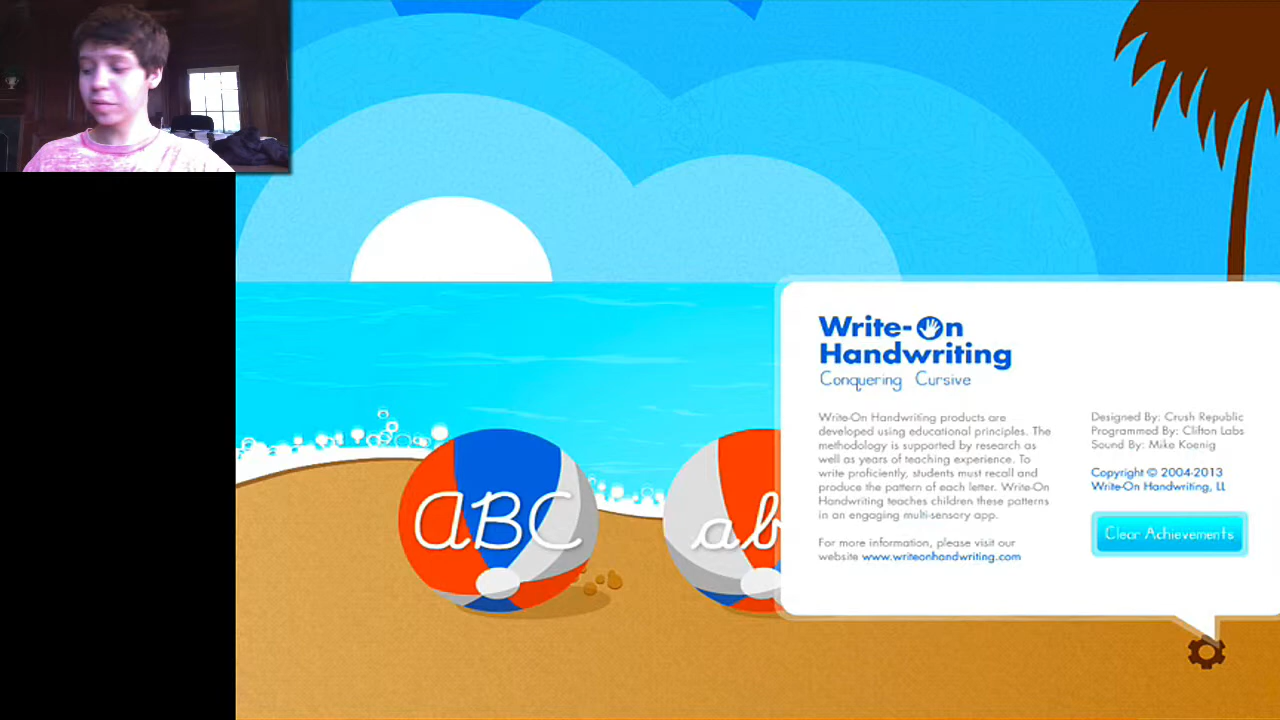 Write-On
Handwriting
Conquering Cursive
Write-On Handwriting products are
developed using educational principles. The
methodology is supported by research as
well as years of teaching experience. To
write proficiently, students must recall and
produce the pattern of each letter. Write-On
Handwriting teaches children these patterns
in an engaging multi-sensory app.
For more information, please visit our
website www.writeonhandwriting.com
Designed By: Crush Republic
Programmed By: Clifton Labs
Sound By: Mike Koenig
Copyright © 2004-2013
Write-On Handwriting, LL
Clear Achievements
ABC
ab